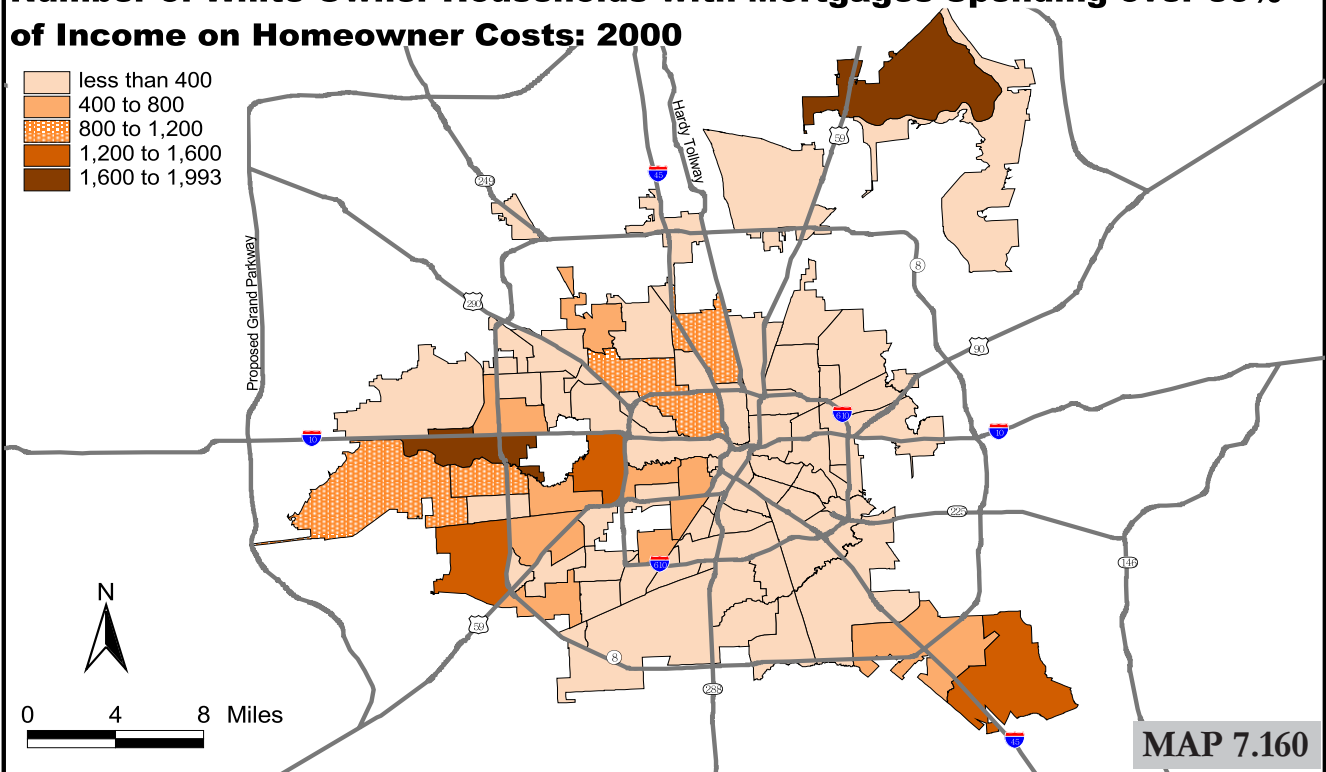 of Income on Homeowner Costs: 2000
less than 400
400 to 800
800 to 1,200
1,200 to 1,600
1,600 to 1,993
Hardy Tollway
59
45
249
Proposed Grand Parkway
8
290
90
610
10
10
225
146
610
N
59
8
288
0 4 8 Miles
45
MAP 7.160